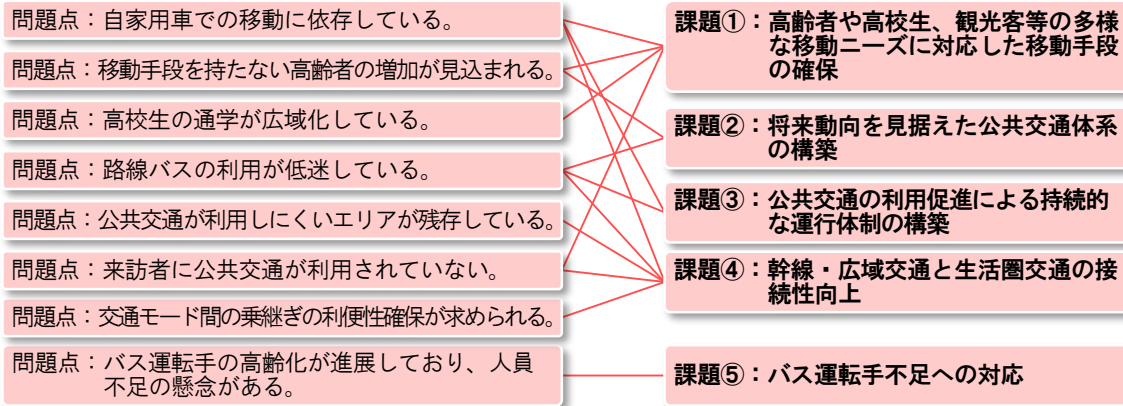 問題点：自家用車での移動に依存している。
問題点：移動手段を持たない高齢者の増加が見込まれる。
問題点：高校生の通学が広域化している。
問題点：路線バスの利用が低迷している。
問題点：公共交通が利用しにくいエリアが残存している。
問題点：来訪者に公共交通が利用されていない。
問題点：交通モード間の乗継ぎの利便性確保が求められる。
問題点：バス運転手の高齢化が進展しており、人員
不足の懸念がある。
課題①：高齢者や高校生、観光客等の多様
な移動ニーズに対応した移動手段
の確保
課題②：将来動向を見据えた公共交通体系
の構築
課題③：公共交通の利用促進による持続的
な運行体制の構築
課題④：幹線・広域交通と生活圏交通の接
続性向上
課題⑤：バス運転手不足への対応